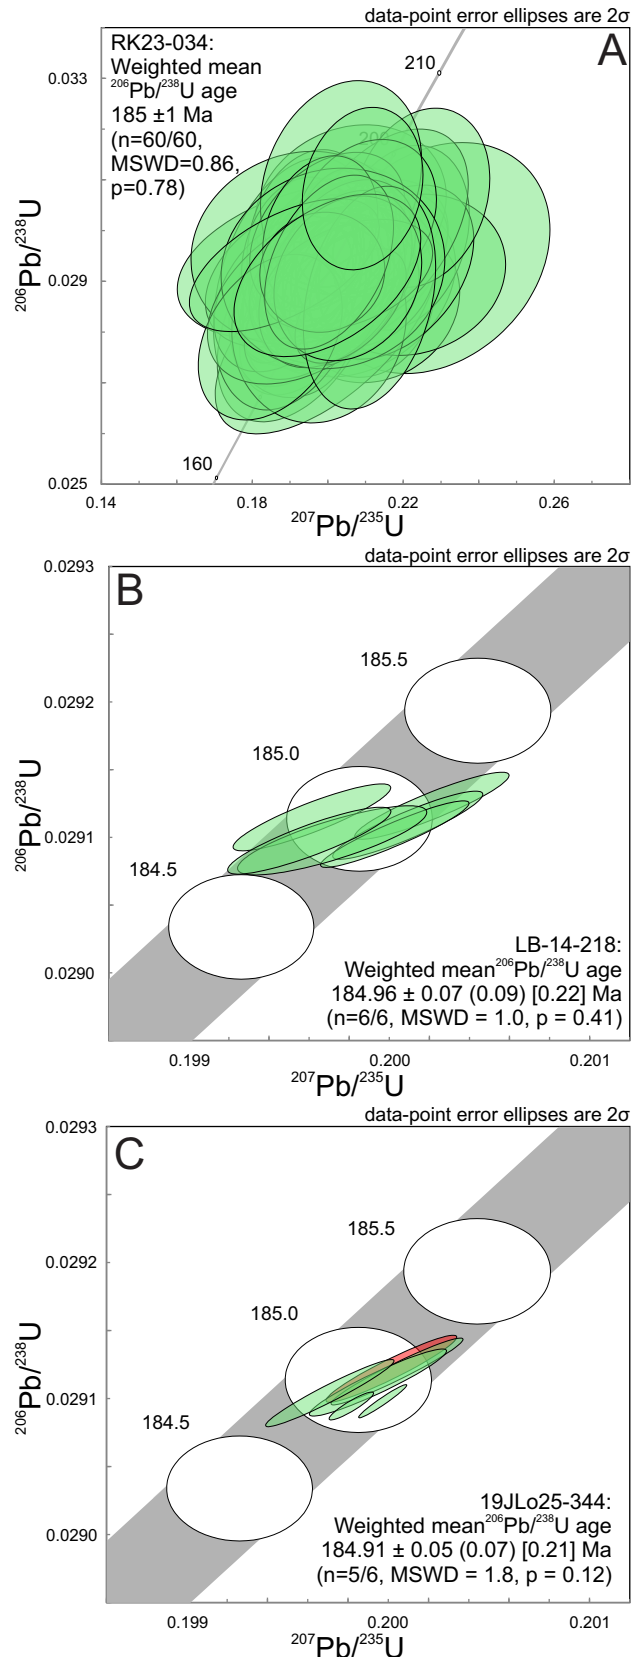 data-point error ellipses are 2σ
A
RK23-034:
Weighted mean
²⁰⁶Pb/²³⁸U age
185 ±1 Ma
(n=60/60,
MSWD=0.86,
p=0.78)
210
200
160
0.033
0.029
0.025
²⁰⁶Pb/²³⁸U
0.14 0.18 0.22 0.26
²⁰⁷Pb/²³⁵U
data-point error ellipses are 2σ
B
0.0293
0.0292
0.0291
0.0290
²⁰⁶Pb/²³⁸U
185.5
185.0
184.5
LB-14-218:
Weighted mean²⁰⁶Pb/²³⁸U age
184.96 ± 0.07 (0.09) [0.22] Ma
(n=6/6, MSWD = 1.0, p = 0.41)
0.199 0.200 0.201
²⁰⁷Pb/²³⁵U
data-point error ellipses are 2σ
C
0.0293
0.0292
0.0291
0.0290
²⁰⁶Pb/²³⁸U
185.5
185.0
184.5
19JLo25-344:
Weighted mean²⁰⁶Pb/²³⁸U age
184.91 ± 0.05 (0.07) [0.21] Ma
(n=5/6, MSWD = 1.8, p = 0.12)
0.199 0.200 0.201
²⁰⁷Pb/²³⁵U